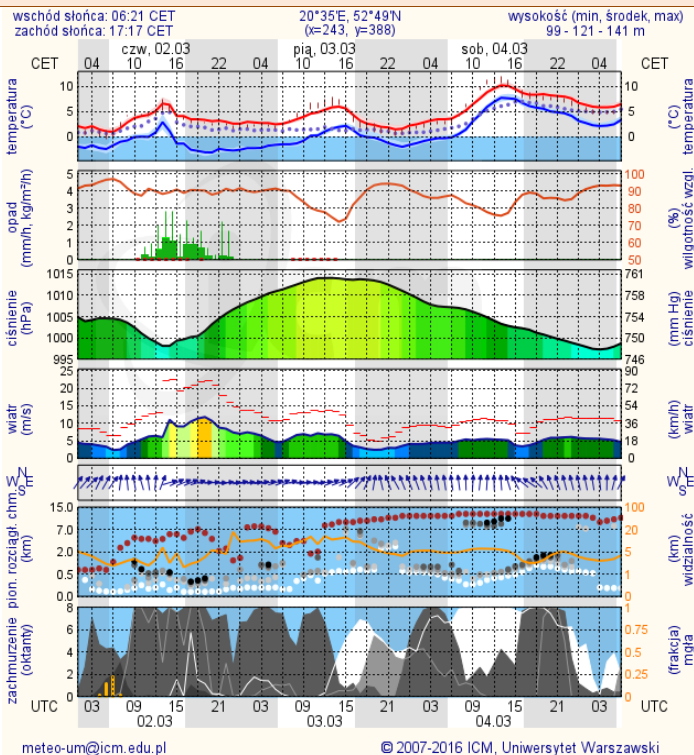 wschód słońca: 06:21 CET 20°35'E, 52°49'N wysokość (min, środek, max)
zachód słońca: 17:17 CET (x=243, y=388) 99 - 121 - 141 m
czw, 02.03 pią, 03.03 sob, 04.03
CET 04 10 16 22 04 10 16 22 04 10 16 22 04 CET
temperatura (°C) 10 5 0 10 5 0 (°C) temperatura
opad (mm/h, kg/m²/h) 5 4 3 2 1 0 100 90 80 70 60 50 (%) wilgotność wzgl.
ciśnienie (hPa) 1015 1010 1005 1000 995 761 758 754 750 746 (mm Hg) ciśnienie
wiatr (m/s) 25 20 15 10 5 0 90 72 54 36 18 0 (km/h) wiatr
N W E S N W E S
pion. rozciągł. chm. (km) 15.0 7.0 2.0 0.5 0.0 100 20 5 1 0 (km) widzialność
zachmurzenie (oktanty) 8 6 4 2 0 1 0.75 0.5 0.25 0 (frakcja) mgła
UTC 03 09 15 21 03 09 15 21 03 09 15 21 03 UTC
02.03 03.03 04.03
meteo-um@icm.edu.pl © 2007-2016 ICM, Uniwersytet Warszawski